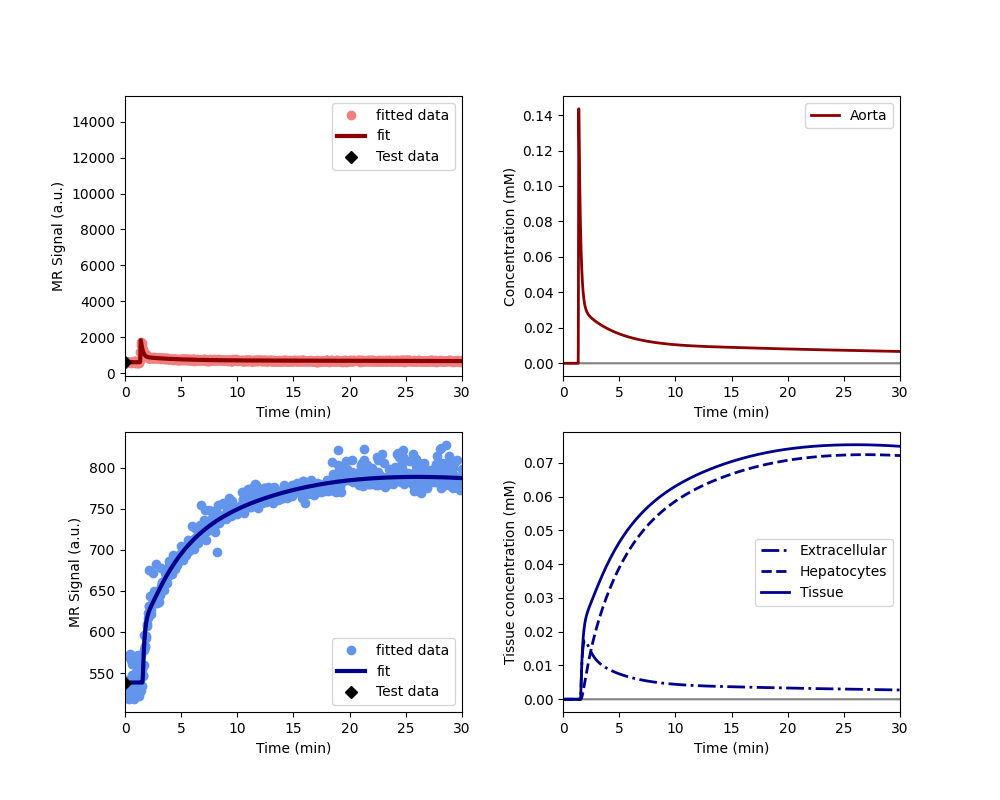 MR Signal (a.u.)
14000
12000
10000
8000
6000
4000
2000
0
fitted data
fit
Test data
0 5 10 15 20 25 30
Time (min)
Concentration (mM)
0.14
0.12
0.10
0.08
0.06
0.04
0.02
0.00
Aorta
0 5 10 15 20 25 30
Time (min)
MR Signal (a.u.)
800
750
700
650
600
550
fitted data
fit
Test data
0 5 10 15 20 25 30
Time (min)
Tissue concentration (mM)
0.07
0.06
0.05
0.04
0.03
0.02
0.01
0.00
Extracellular
Hepatocytes
Tissue
0 5 10 15 20 25 30
Time (min)